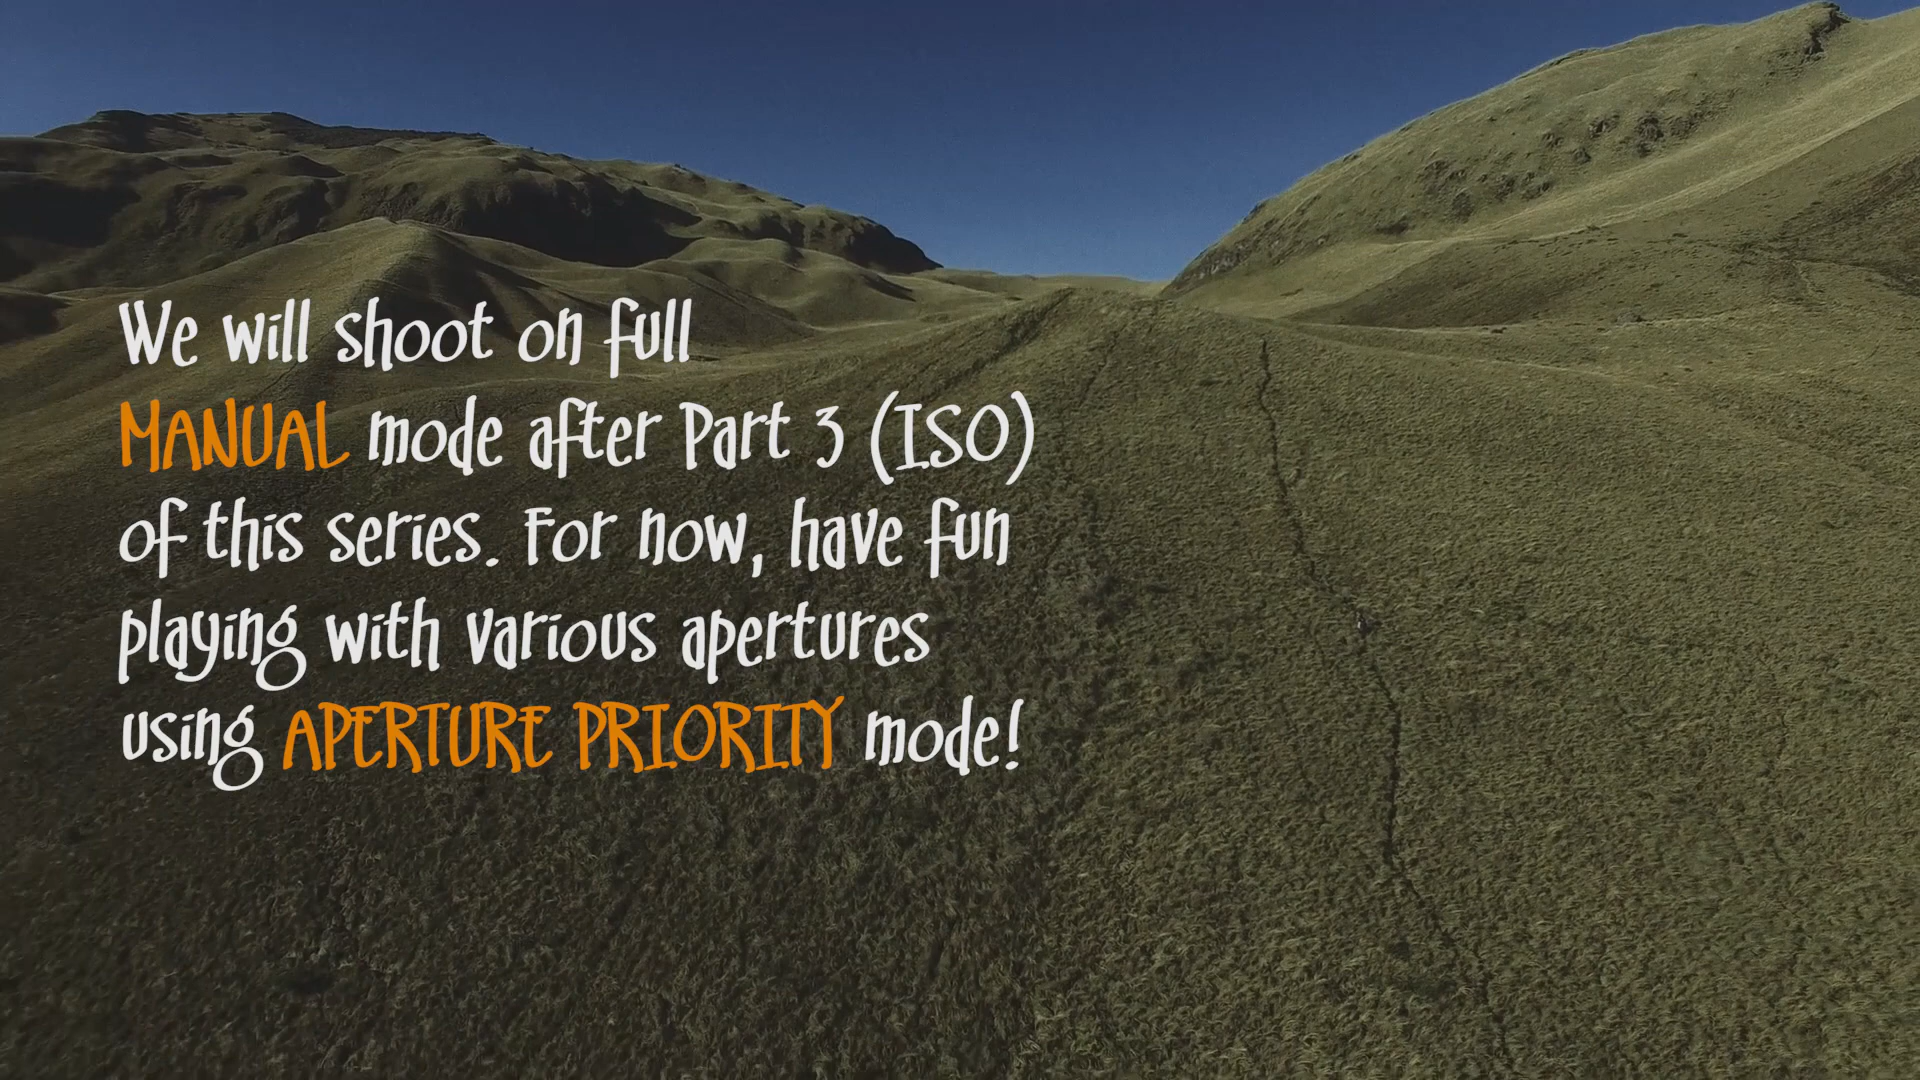 We will shoot on full
MANUAL mode after Part 3 (ISO)
of this series. For now, have fun
playing with various apertures
using APERTURE PRIORITY mode!